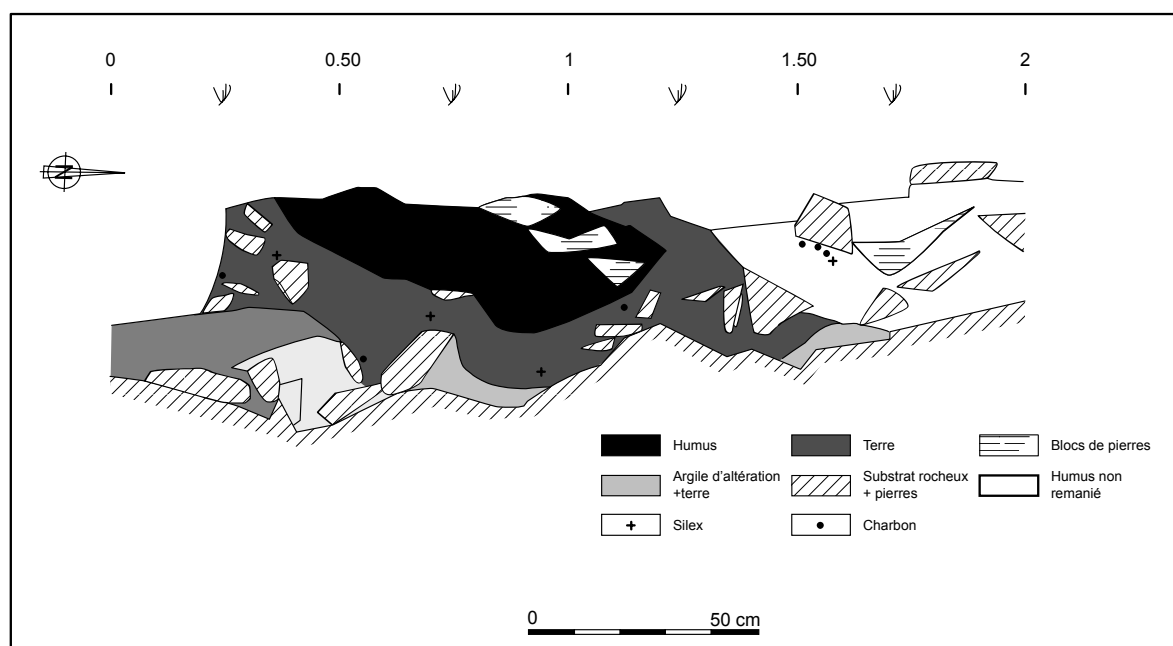 0 0.50 1 1.50 2
N
Humus
Terre
Blocs de pierres
Argile d’altération
+terre
Substrat rocheux
+ pierres
Humus non
remanié
Silex
Charbon
0 50 cm